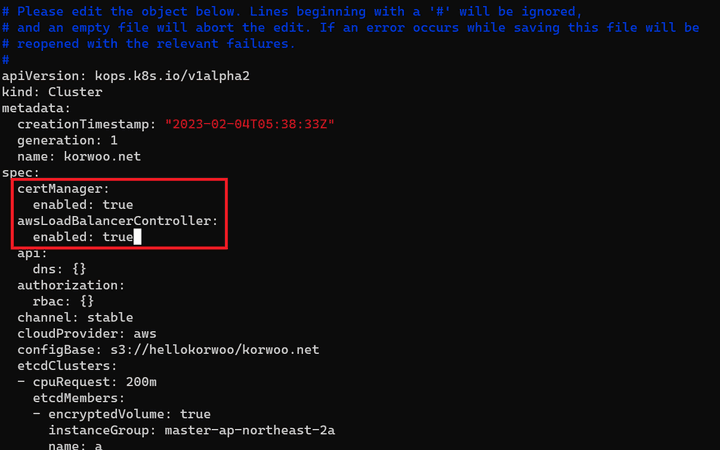 # Please edit the object below. Lines beginning with a '#' will be ignored,
# and an empty file will abort the edit. If an error occurs while saving this file will be
# reopened with the relevant failures.
#
apiVersion: kops.k8s.io/v1alpha2
kind: Cluster
metadata:
  creationTimestamp: "2023-02-04T05:38:33Z"
  generation: 1
  name: korwoo.net
spec:
  certManager:
    enabled: true
  awsLoadBalancerController:
    enabled: true
  api:
    dns: {}
  authorization:
    rbac: {}
  channel: stable
  cloudProvider: aws
  configBase: s3://hellokorwoo/korwoo.net
  etcdClusters:
  - cpuRequest: 200m
    etcdMembers:
    - encryptedVolume: true
      instanceGroup: master-ap-northeast-2a
      name: a